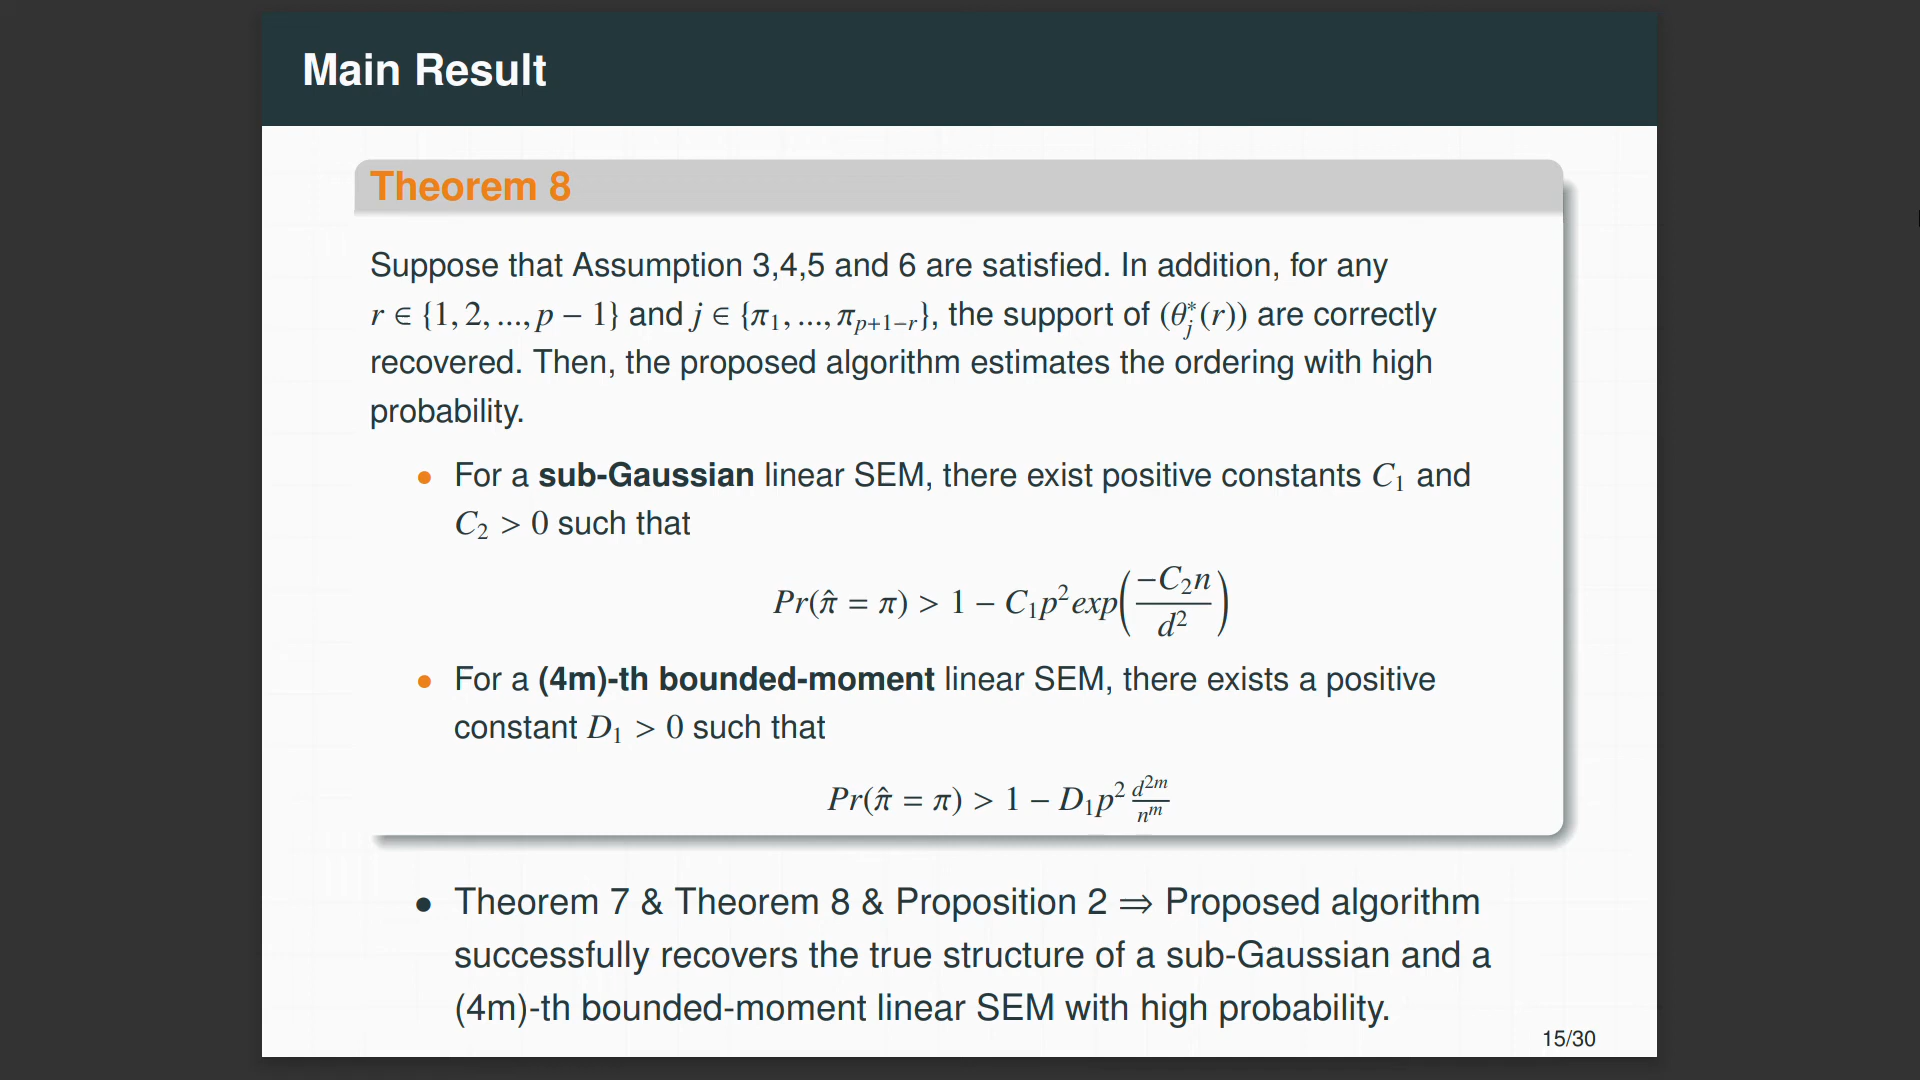 Main Result
Theorem 8
Suppose that Assumption 3,4,5 and 6 are satisfied. In addition, for any
r ∈ {1, 2, ..., p − 1} and j ∈ {π₁, ..., πₚ₊₁₋ᵣ}, the support of (θ*ⱼ(r)) are correctly
recovered. Then, the proposed algorithm estimates the ordering with high
probability.
• For a sub-Gaussian linear SEM, there exist positive constants C₁ and
C₂ > 0 such that
Pr(π̂ = π) > 1 − C₁p²exp(−C₂n/d²)
• For a (4m)-th bounded-moment linear SEM, there exists a positive
constant D₁ > 0 such that
Pr(π̂ = π) > 1 − D₁p² d²ᵐ/nᵐ
• Theorem 7 & Theorem 8 & Proposition 2 ⇒ Proposed algorithm
successfully recovers the true structure of a sub-Gaussian and a
(4m)-th bounded-moment linear SEM with high probability.
15/30